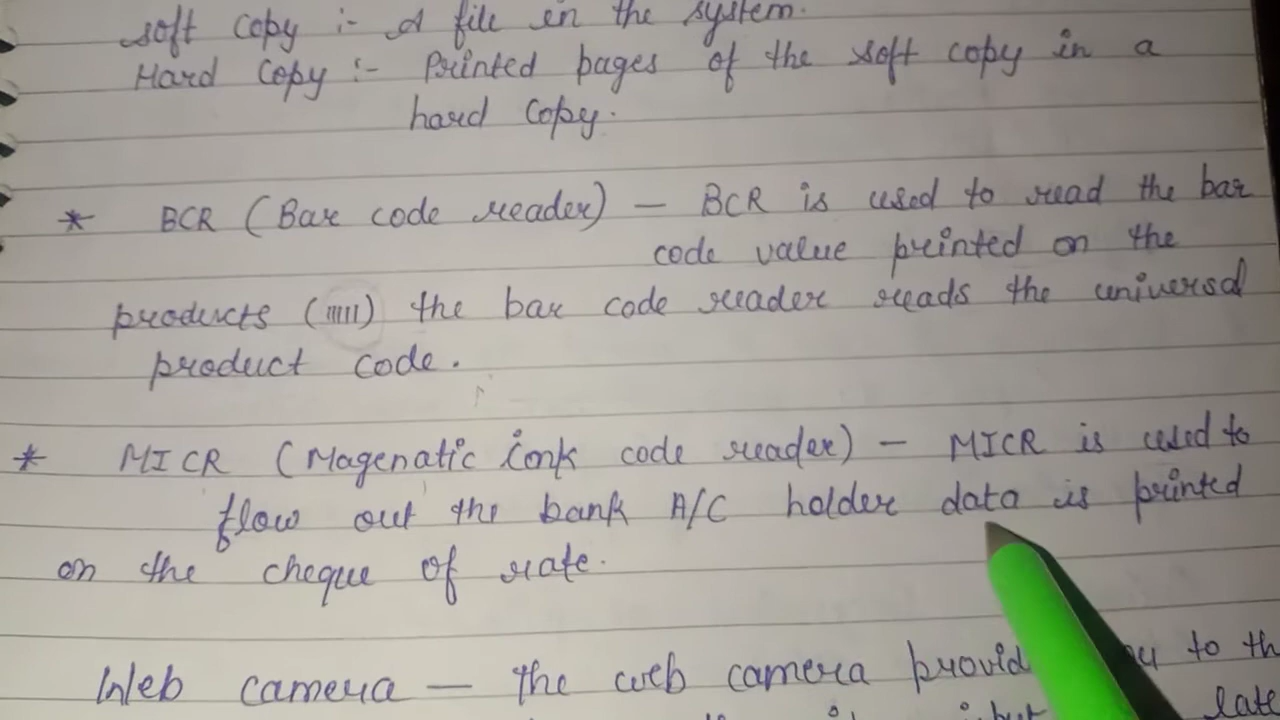 soft copy :- A file in the system.
Hard Copy :- Printed pages of the soft copy in a
hard Copy.
* BCR (Bar code reader) — BCR is used to read the bar
code value printed on the
products (||||||) the bar code reader reads the universal
product code.
* MICR (Magenatic ionk code reader) — MICR is used to
flow out the bank A/C holder data is printed
on the cheque of rate.
Web camera — the web camera provid to th
late